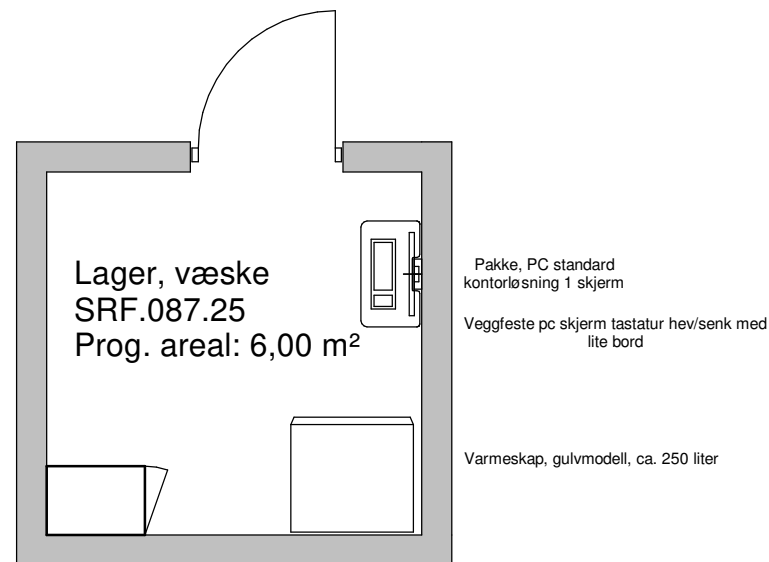 Lager, væske
SRF.087.25
Prog. areal: 6,00 m²
Pakke, PC standard
kontorløsning 1 skjerm
Veggfeste pc skjerm tastatur hev/senk med
lite bord
Varmeskap, gulvmodell, ca. 250 liter